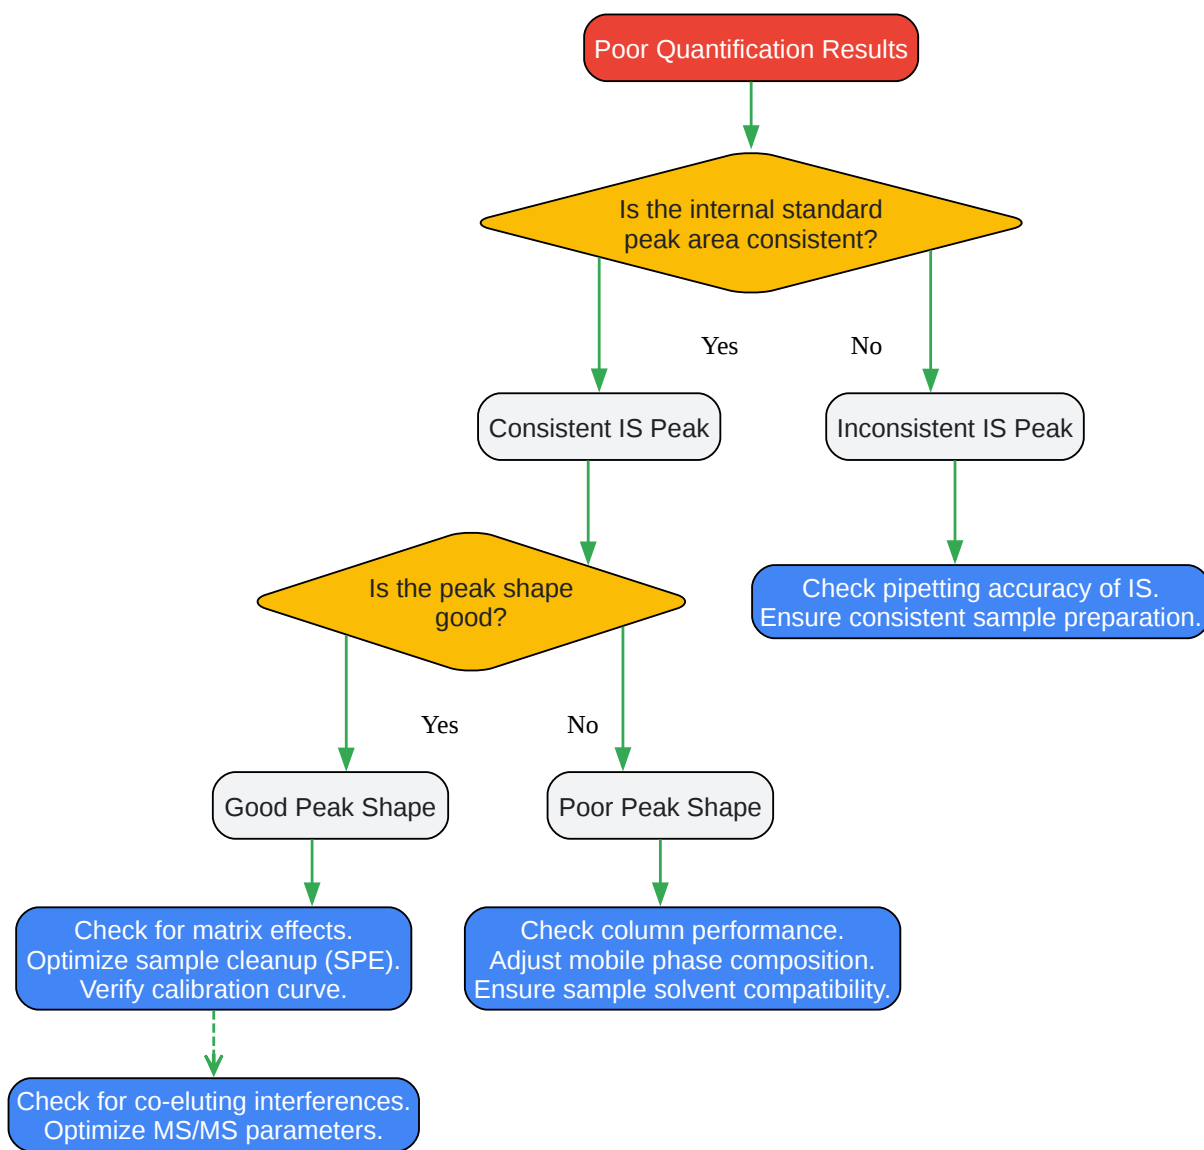 Poor Quantification Results
Is the internal standard
peak area consistent?
Yes
No
Consistent IS Peak
Inconsistent IS Peak
Is the peak shape
good?
Check pipetting accuracy of IS.
Ensure consistent sample preparation.
Yes
No
Good Peak Shape
Poor Peak Shape
Check for matrix effects.
Optimize sample cleanup (SPE).
Verify calibration curve.
Check column performance.
Adjust mobile phase composition.
Ensure sample solvent compatibility.
Check for co-eluting interferences.
Optimize MS/MS parameters.